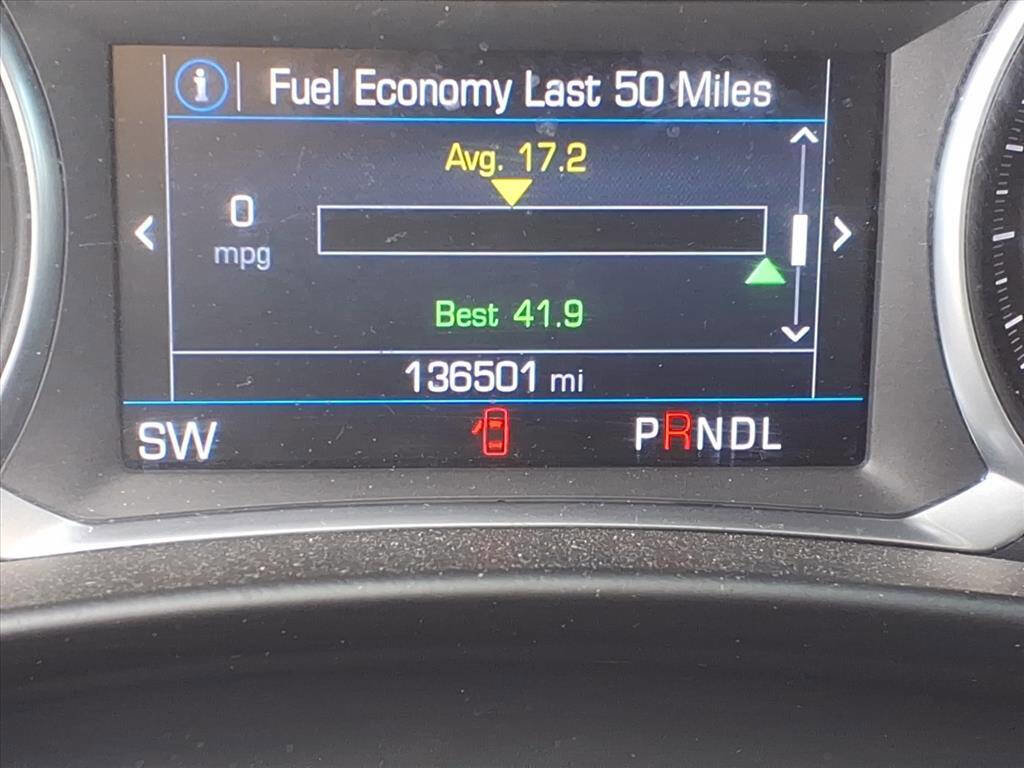 i Fuel Economy Last 50 Miles
Avg. 17.2
0
mpg
Best 41.9
136501 mi
SW PRNDL